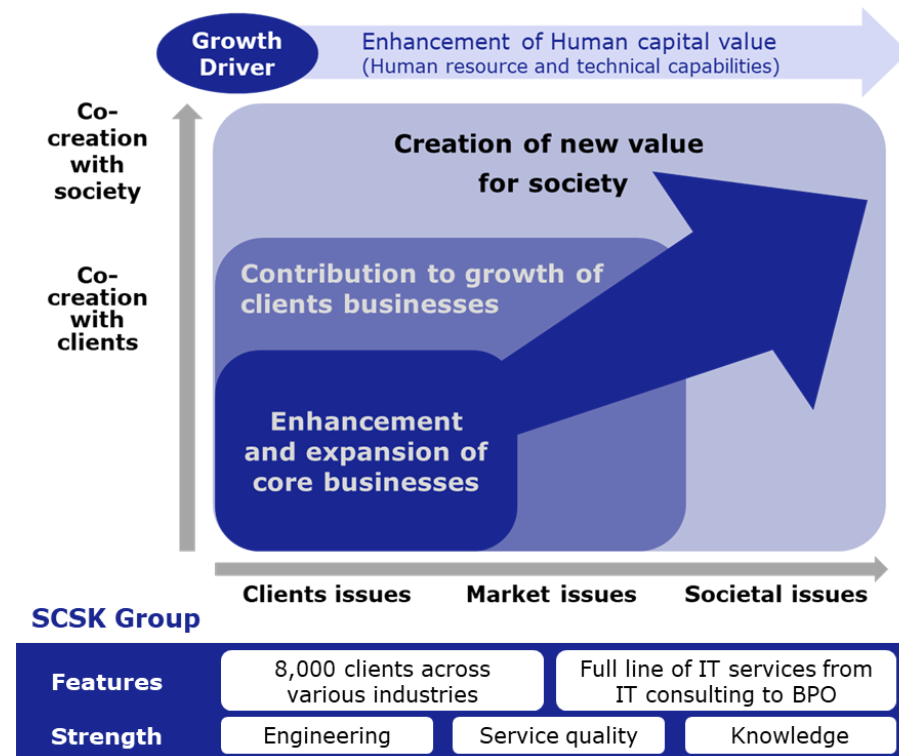 Growth
Driver
Enhancement of Human capital value
(Human resource and technical capabilities)
Co-
creation
with
society
Creation of new value
for society
Co-
creation
with
clients
Contribution to growth of
clients businesses
Enhancement
and expansion of
core businesses
Clients issues
Market issues
Societal issues
SCSK Group
Features
8,000 clients across
various industries
Full line of IT services from
IT consulting to BPO
Strength
Engineering
Service quality
Knowledge